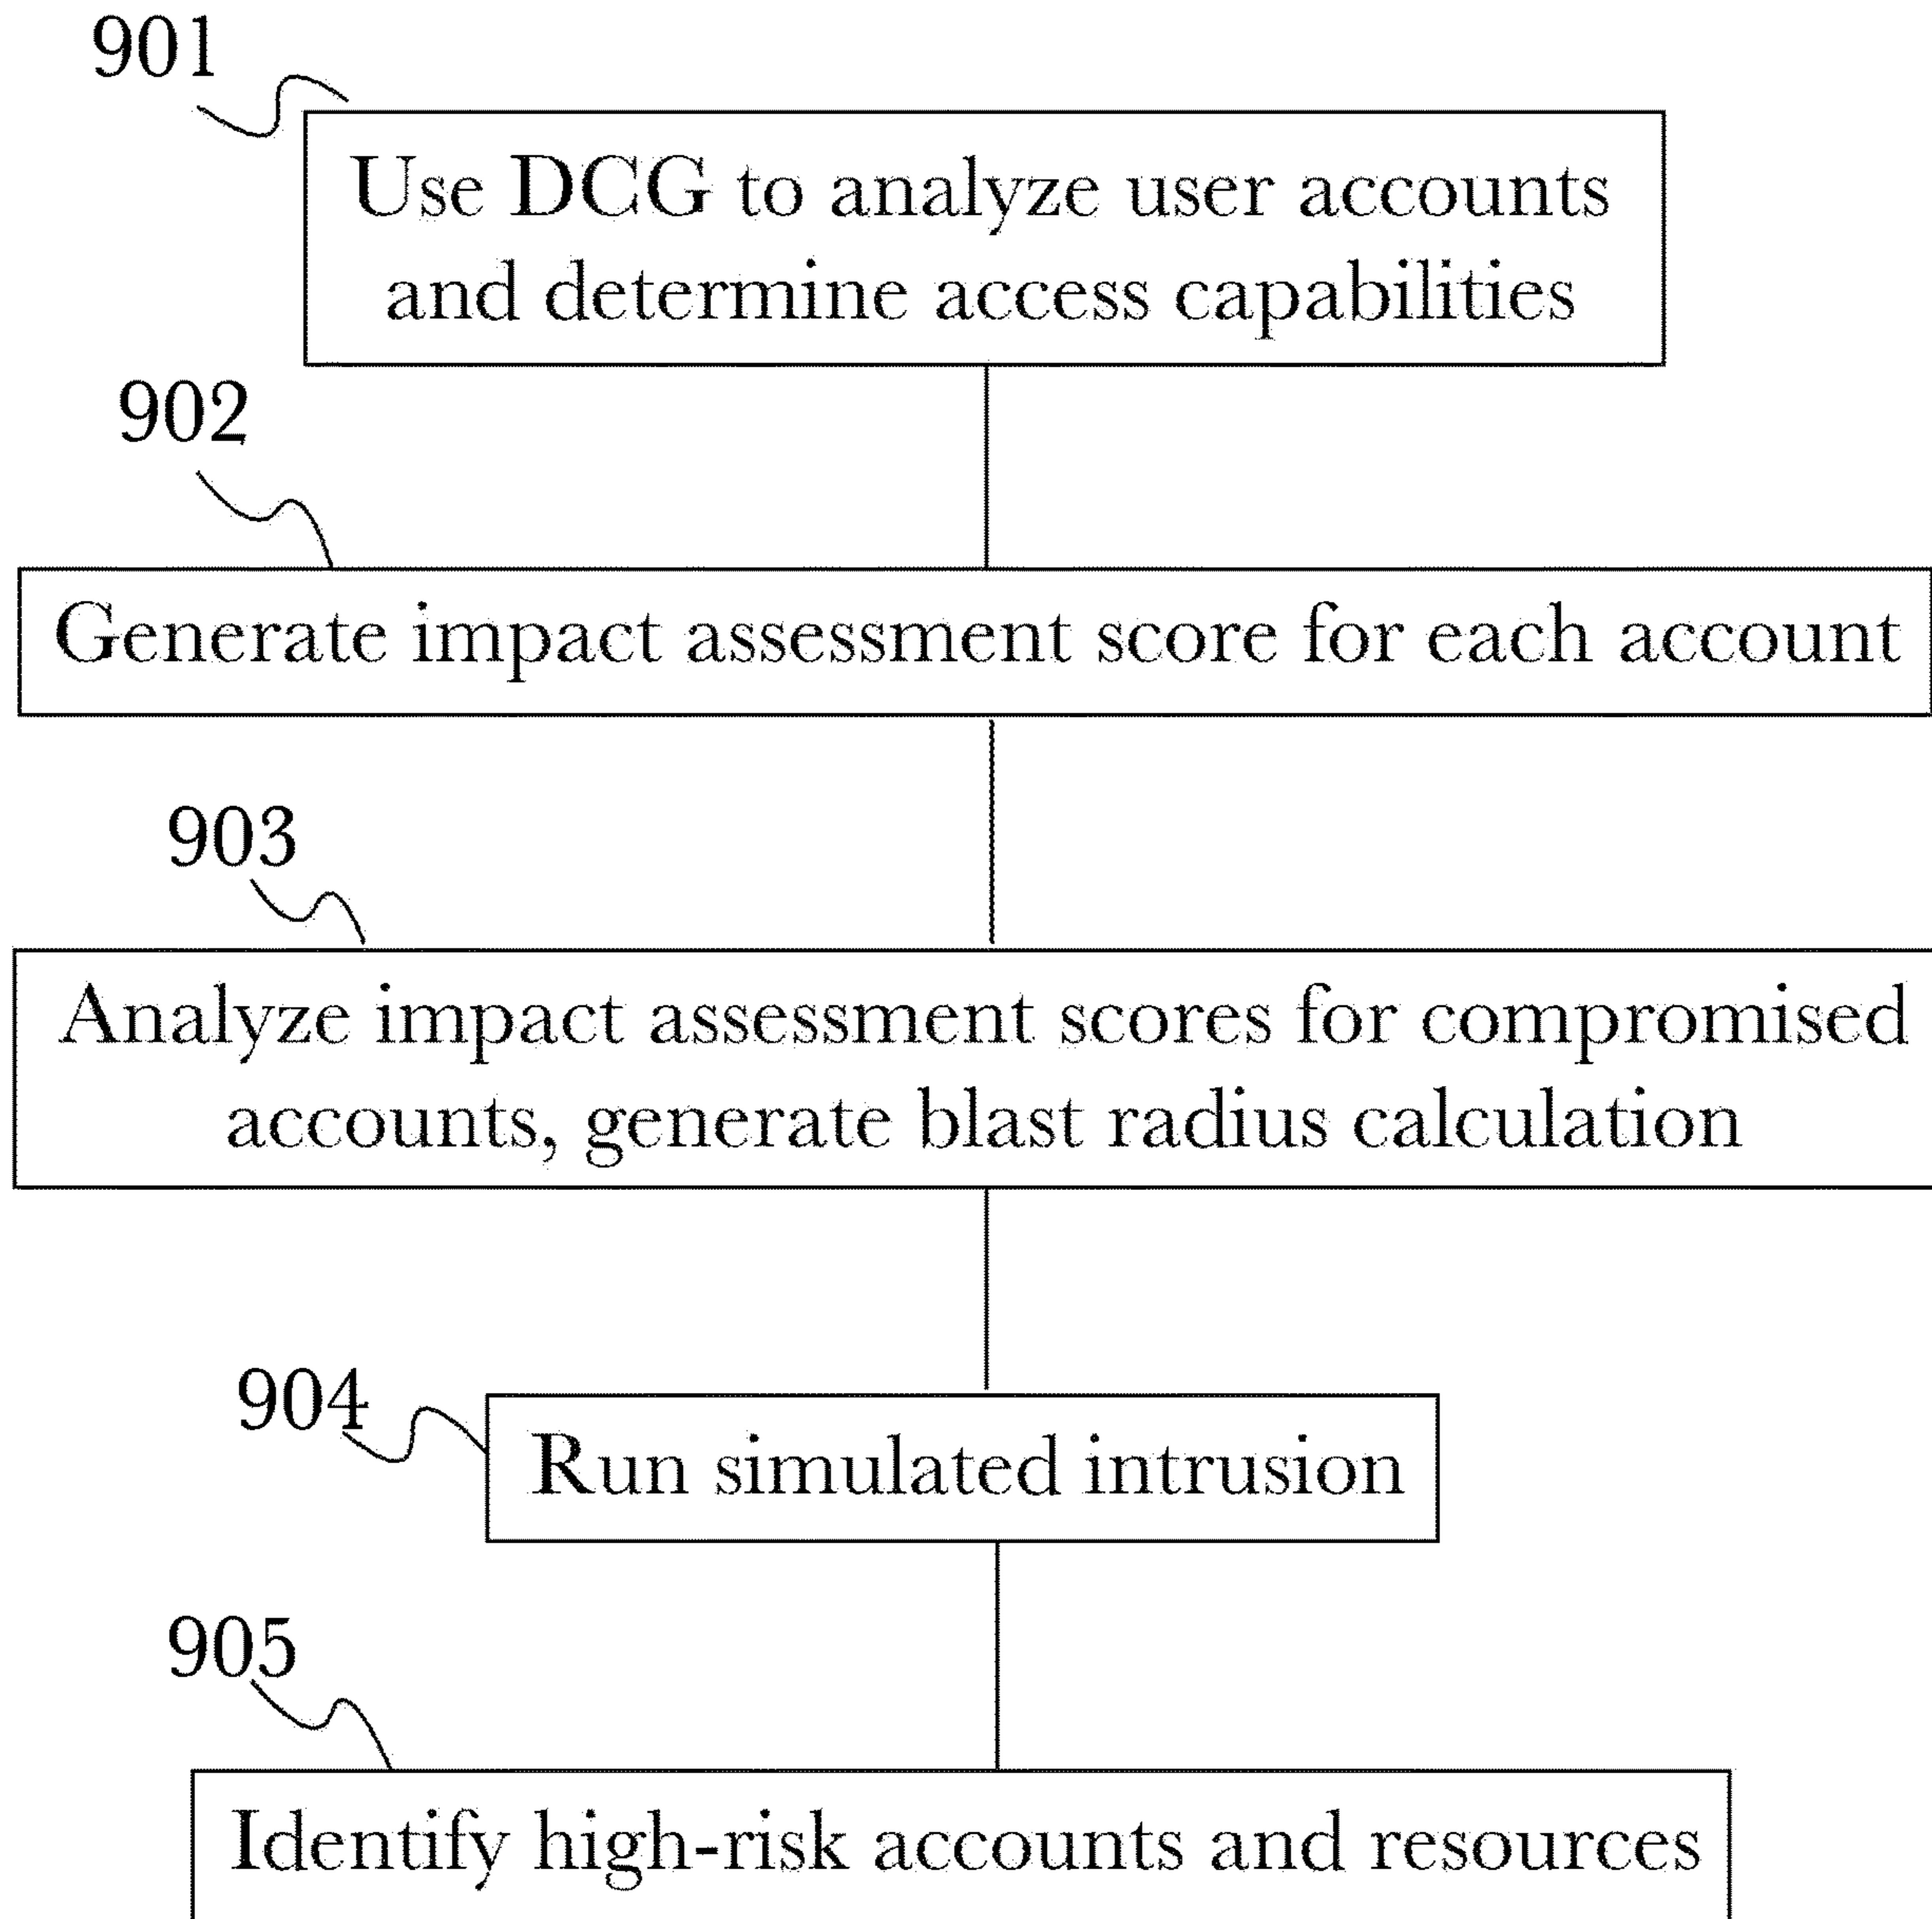 901
Use DCG to analyze user accounts
and determine access capabilities
902
Generate impact assessment score for each account
903
Analyze impact assessment scores for compromised
accounts, generate blast radius calculation
904
Run simulated intrusion
905
Identify high-risk accounts and resources